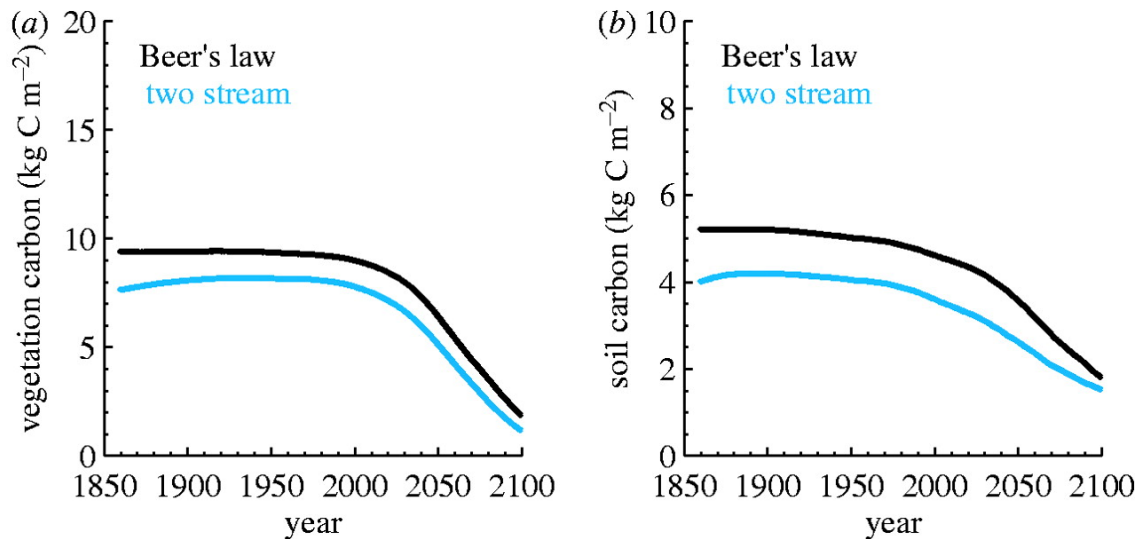 (a)
20
15
10
5
0
vegetation carbon (kg C m⁻²)
Beer's law
two stream
1850 1900 1950 2000 2050 2100
year
(b)
10
8
6
4
2
0
soil carbon (kg C m⁻²)
Beer's law
two stream
1850 1900 1950 2000 2050 2100
year